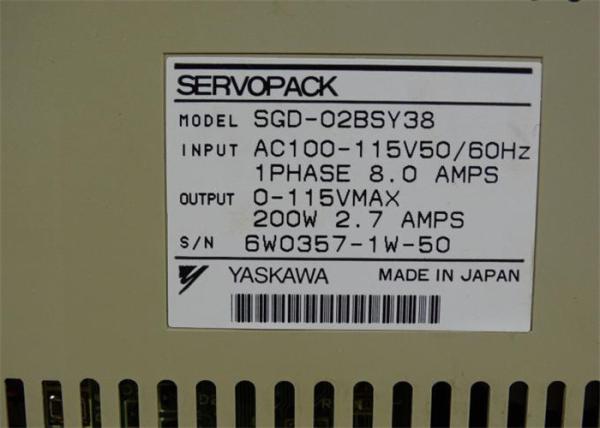 SERVOPACK
MODEL SGD-02BSY38
INPUT AC100-115V50/60Hz
1PHASE 8.0 AMPS
OUTPUT 0-115VMAX
200W 2.7 AMPS
S/N 6W0357-1W-50
YASKAWA MADE IN JAPAN